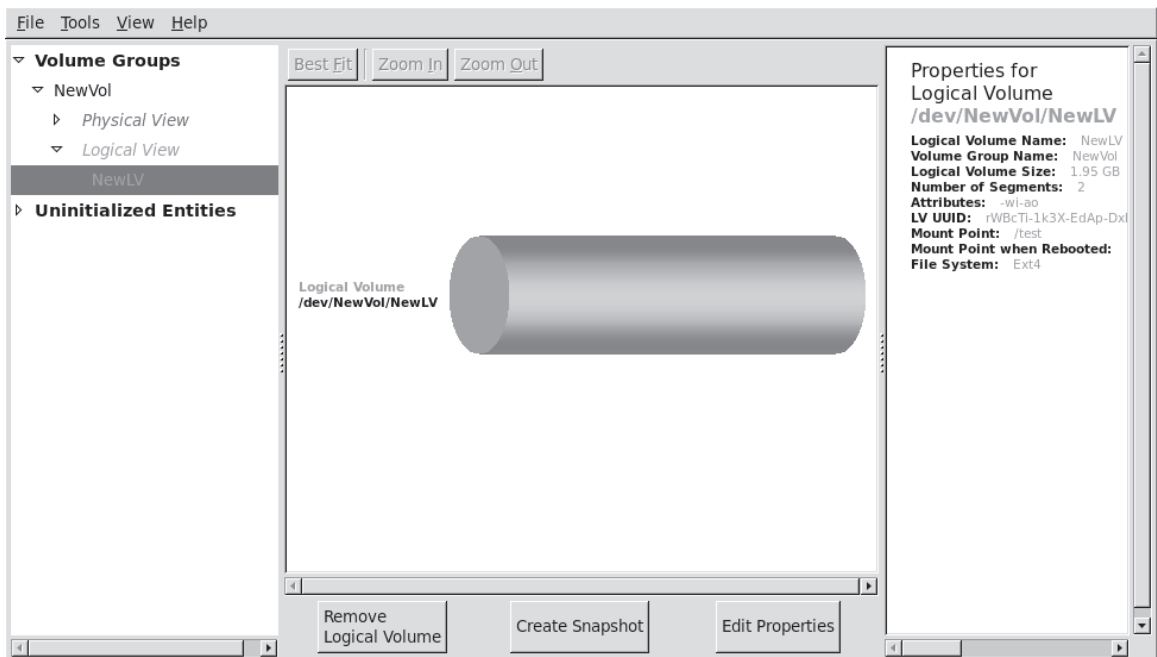 File Tools View Help
Volume Groups
NewVol
Physical View
Logical View
NewLV
Uninitialized Entities
Best Fit Zoom In Zoom Out
Logical Volume
/dev/NewVol/NewLV
Remove
Logical Volume
Create Snapshot
Edit Properties
Properties for
Logical Volume
/dev/NewVol/NewLV
Logical Volume Name: NewLV
Volume Group Name: NewVol
Logical Volume Size: 1.95 GB
Number of Segments: 2
Attributes: -wi-ao
LV UUID: rWBcTi-1k3X-EdAp-Dx
Mount Point: /test
Mount Point when Rebooted:
File System: Ext4